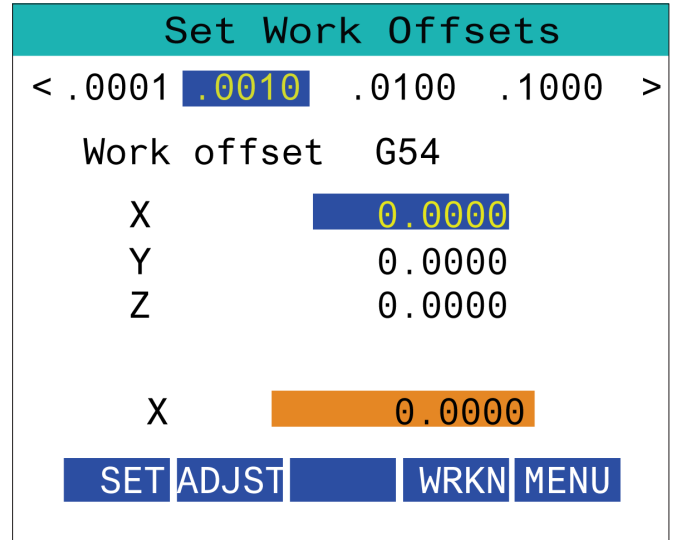 Set Work Offsets
< .0001 .0010 .0100 .1000 >
Work offset G54
X 0.0000
Y 0.0000
Z 0.0000
X 0.0000
SET ADJST WRKN MENU